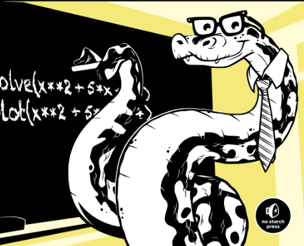 olve(x**2 + 5*x
lot(x**2 + 5*
no starch
press